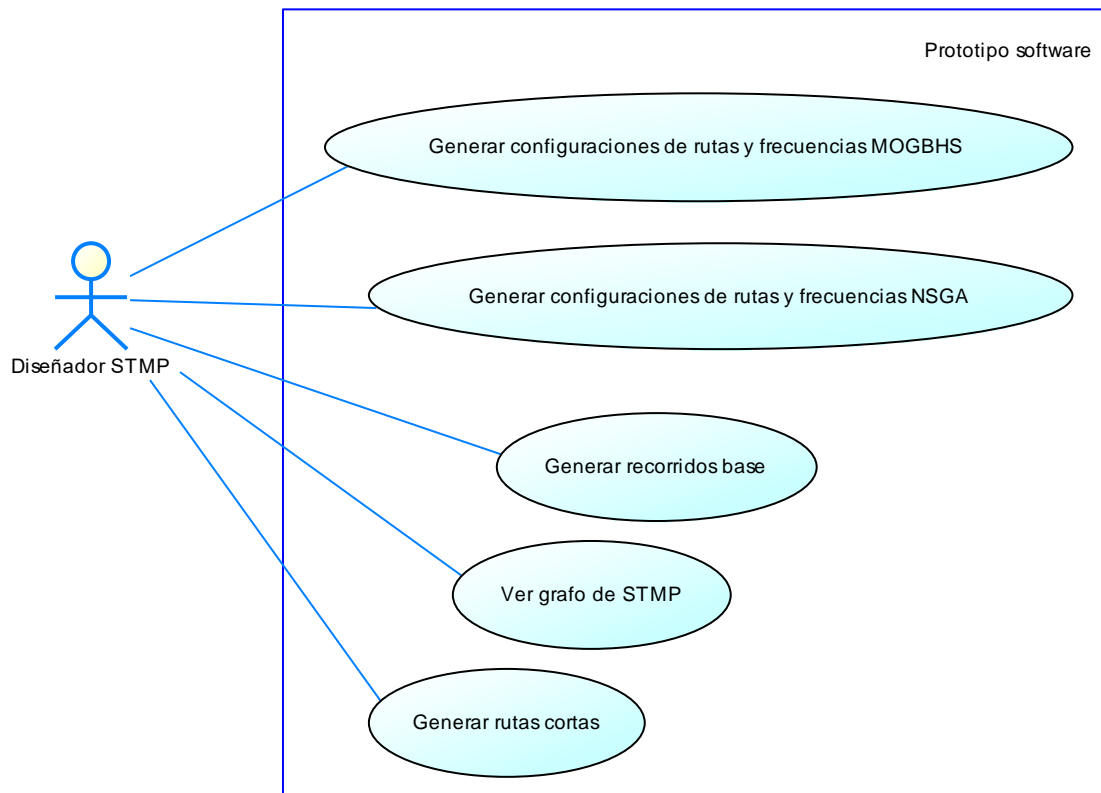 Prototipo software
Generar configuraciones de rutas y frecuencias MOGBHS
Generar configuraciones de rutas y frecuencias NSGA
Diseñador STMP
Generar recorridos base
Ver grafo de STMP
Generar rutas cortas